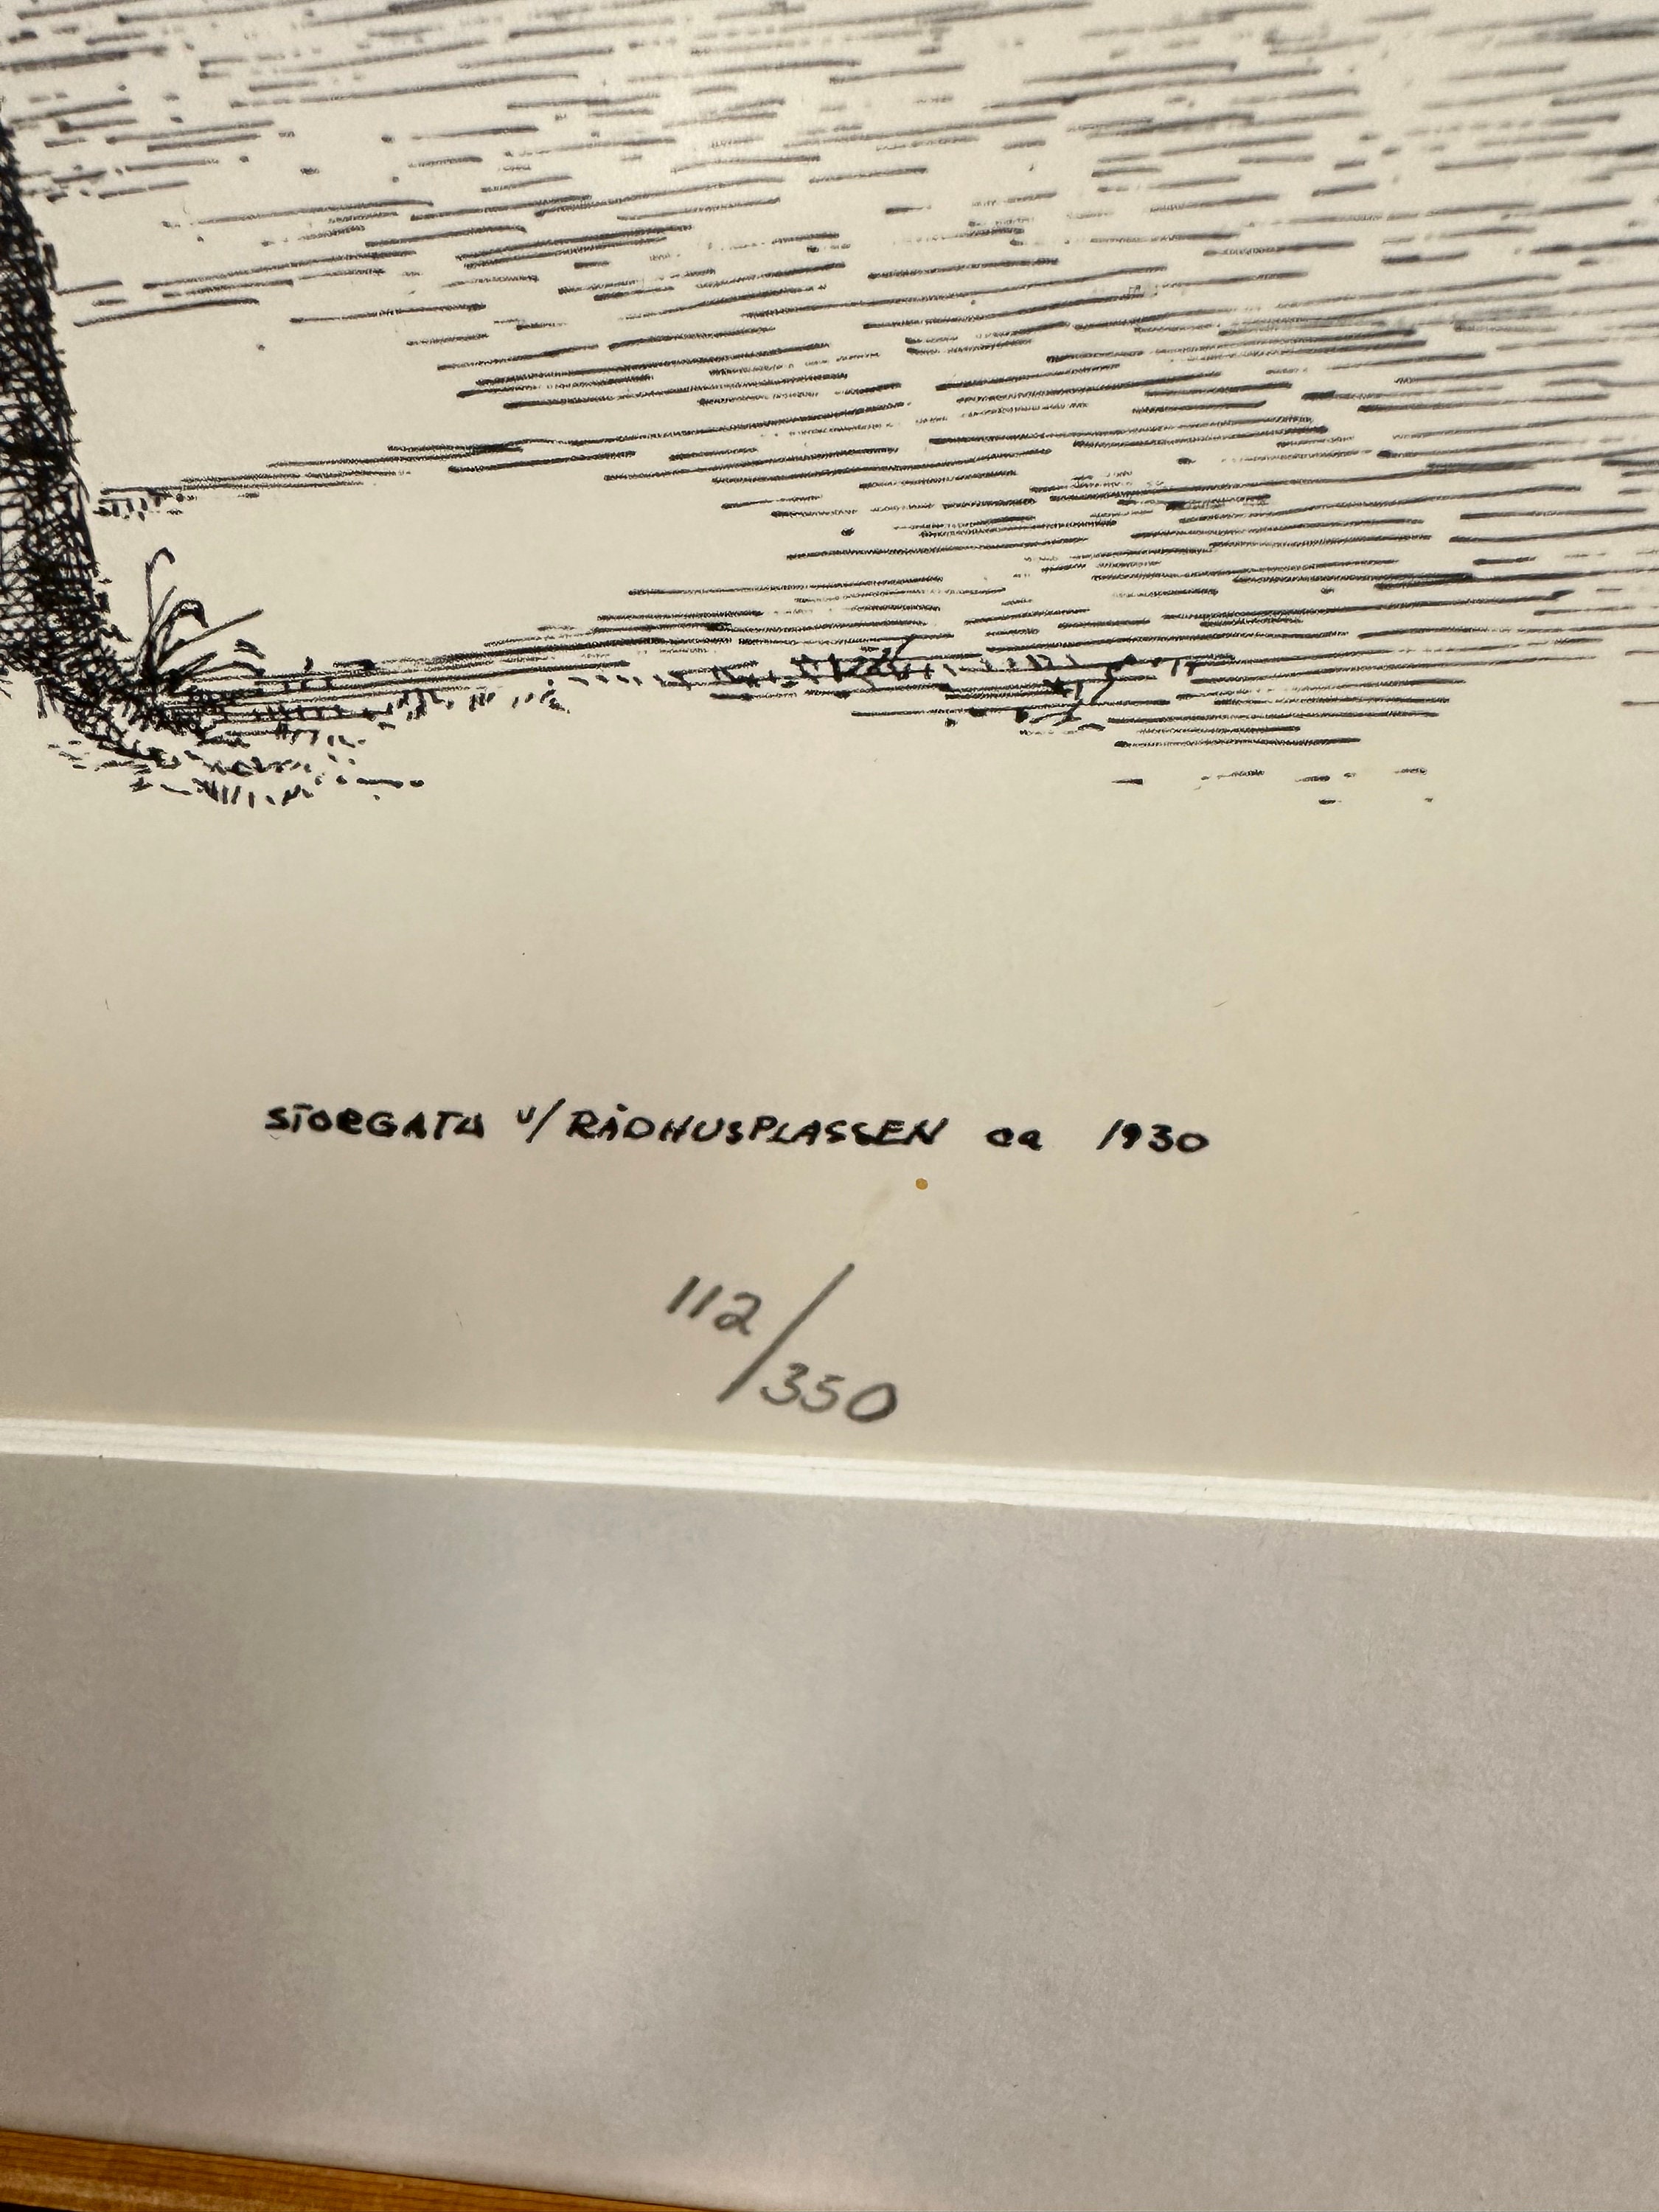 STORGATA v/ RÅDHUSPLASSEN ca 1930
112/350